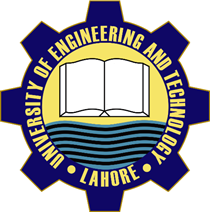 UNIVERSITY OF ENGINEERING AND TECHNOLOGY
• LAHORE •